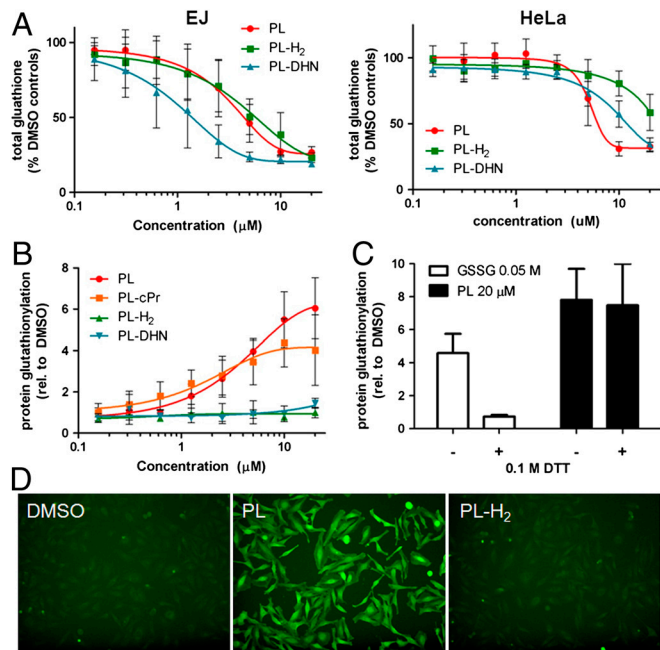 A
EJ
HeLa
total gluathione
(% DMSO controls)
100
50
0
0.1
1
10
Concentration (μM)
PL
PL-H2
PL-DHN
total gluathione
(% DMSO controls)
100
50
0
0.1
1
10
concentration (uM)
PL
PL-H2
PL-DHN
B
protein glutathionylation
(rel. to DMSO)
8
6
4
2
0
0.1
1
10
Concentration (μM)
PL
PL-cPr
PL-H2
PL-DHN
C
protein glutathionylation
(rel. to DMSO)
10
8
6
4
2
0
GSSG 0.05 M
PL 20 μM
- + - +
0.1 M DTT
D
DMSO
PL
PL-H2